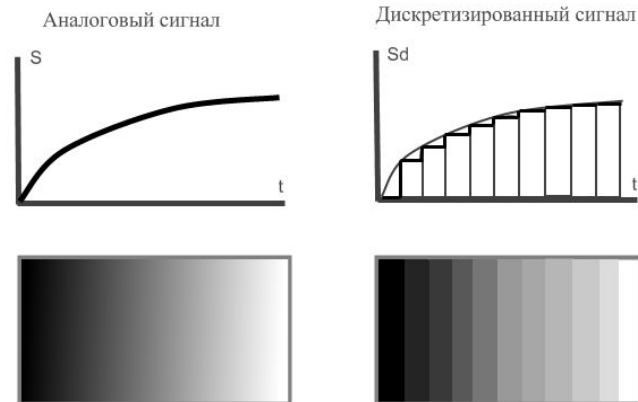 Аналоговый сигнал
Дискретизированный сигнал
S
t
Sd
t